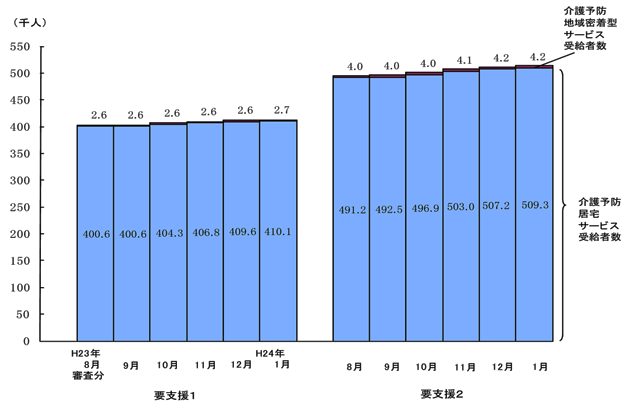 （千人）
介護予防
地域密着型
サービス
受給者数
550
500
450
400
350
300
250
200
150
100
50
0
2.6 2.6 2.6 2.6 2.6 2.7
4.0 4.0 4.0 4.1 4.2 4.2
400.6 400.6 404.3 406.8 409.6 410.1
491.2 492.5 496.9 503.0 507.2 509.3
介護予防
居宅
サービス
受給者数
H23年 H24年
8月 9月 10月 11月 12月 1月
審査分
8月 9月 10月 11月 12月 1月
要支援1 要支援2